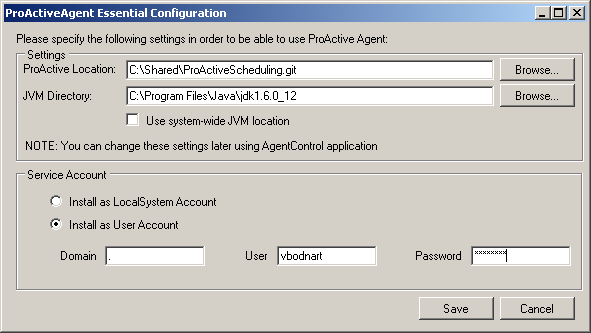 ProActiveAgent Essential Configuration
Please specify the following settings in order to be able to use ProActive Agent:
Settings
ProActive Location: C:\Shared\ProActiveScheduling.git Browse...
JVM Directory: C:\Program Files\Java\jdk1.6.0_12 Browse...
Use system-wide JVM location
NOTE: You can change these settings later using AgentControl application
Service Account
Install as LocalSystem Account
Install as User Account
Domain . User vbodnart Password ********
Save Cancel